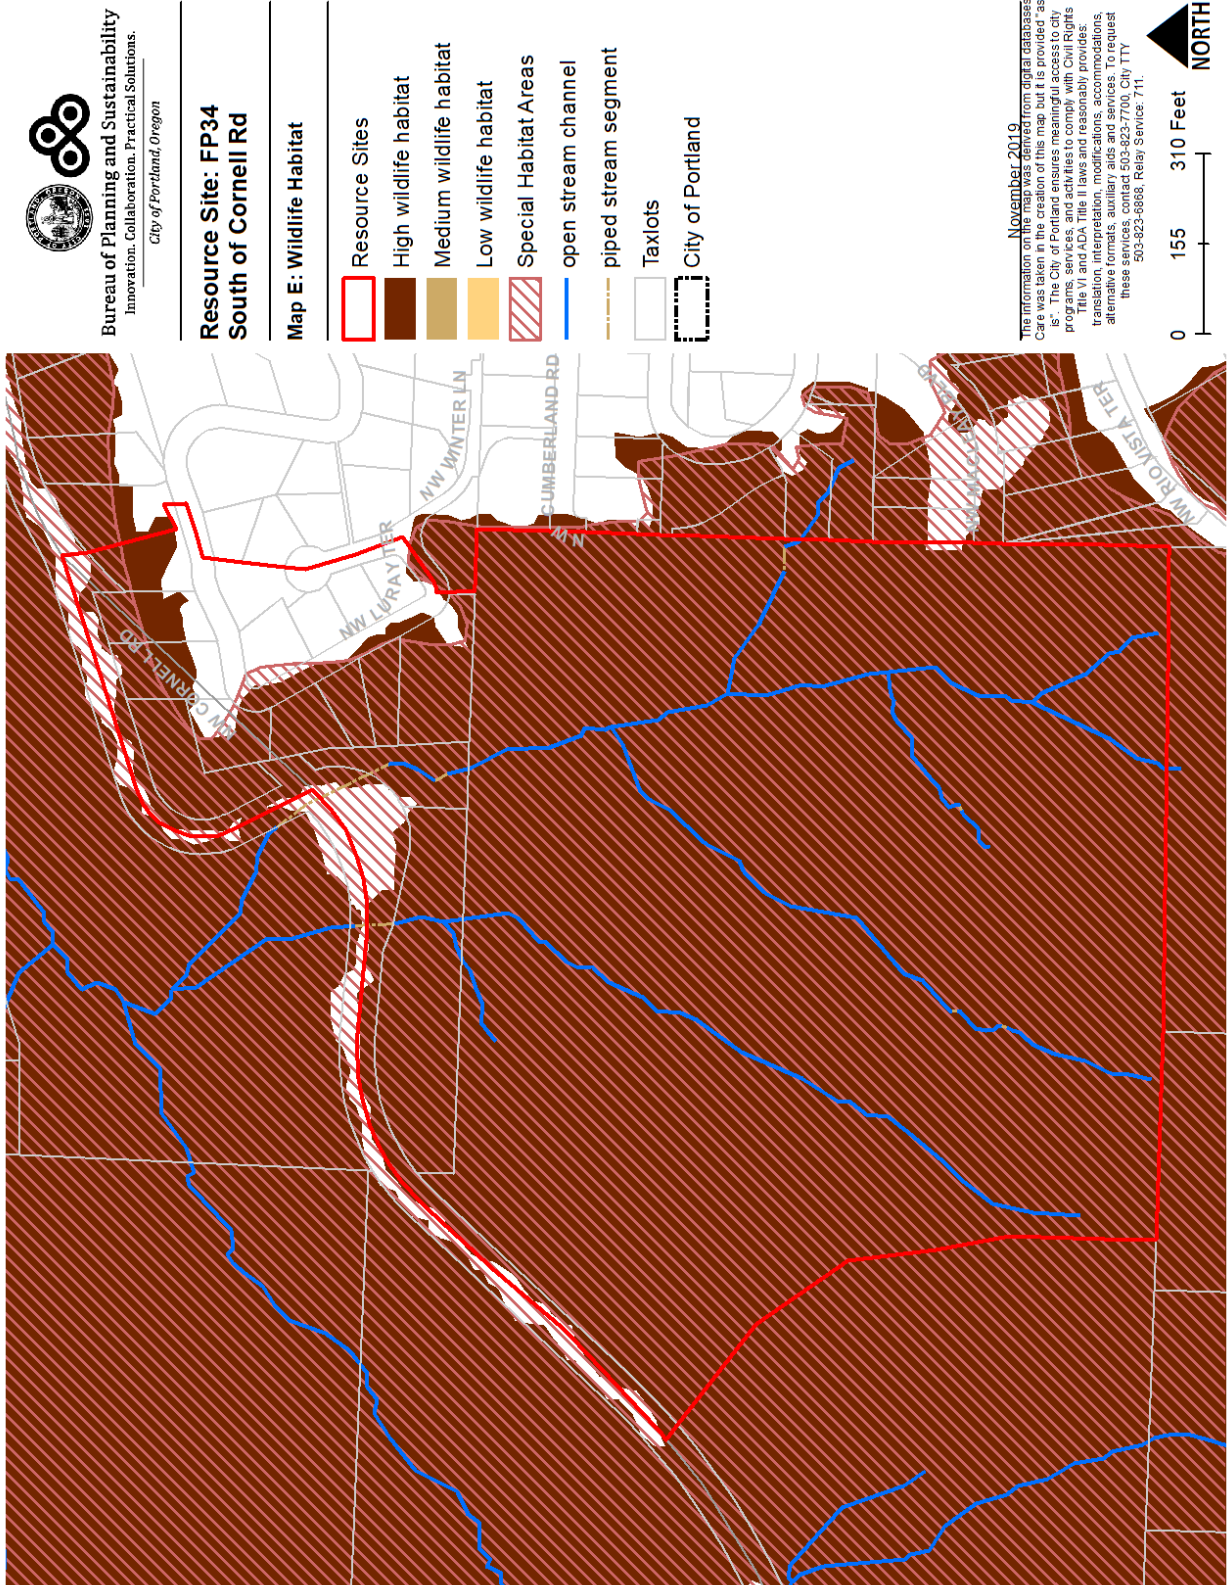 Bureau of Planning and Sustainability
Innovation. Collaboration. Practical Solutions.
City of Portland, Oregon
Resource Site: FP34
South of Cornell Rd
Map E: Wildlife Habitat
Resource Sites
High wildlife habitat
Medium wildlife habitat
Low wildlife habitat
Special Habitat Areas
open stream channel
piped stream segment
Taxlots
City of Portland
November 2019
The information on the map was derived from digital databases
Care was taken in the creation of this map but it is provided "as
is". The City of Portland ensures meaningful access to city
programs, services, and activities to comply with Civil Rights
Title VI and ADA Title II laws and reasonably provides:
translation, interpretation, modifications, accommodations,
alternative formats, auxiliary aids and services. To request
these services, contact 503-823-7700, City TTY
503-823-6868, Relay Service: 711.
0 155 310 Feet
NORTH
NW CORNELL RD
NW LURAY TER
NW WINTER LN
NW CUMBERLAND RD
NW RIO VISTA TER